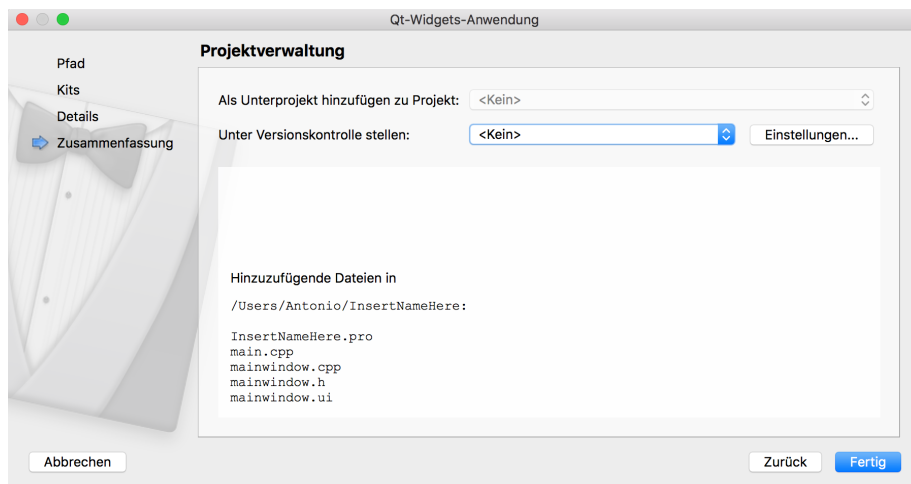 Qt-Widgets-Anwendung
Pfad
Kits
Details
Zusammenfassung
Projektverwaltung
Als Unterprojekt hinzufügen zu Projekt: <Kein>
Unter Versionskontrolle stellen: <Kein> Einstellungen...
Hinzuzufügende Dateien in
/Users/Antonio/InsertNameHere:
InsertNameHere.pro
main.cpp
mainwindow.cpp
mainwindow.h
mainwindow.ui
Abbrechen Zurück Fertig